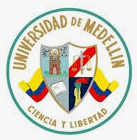 UNIVERSIDAD DE MEDELLIN
CIENCIA Y LIBERTAD